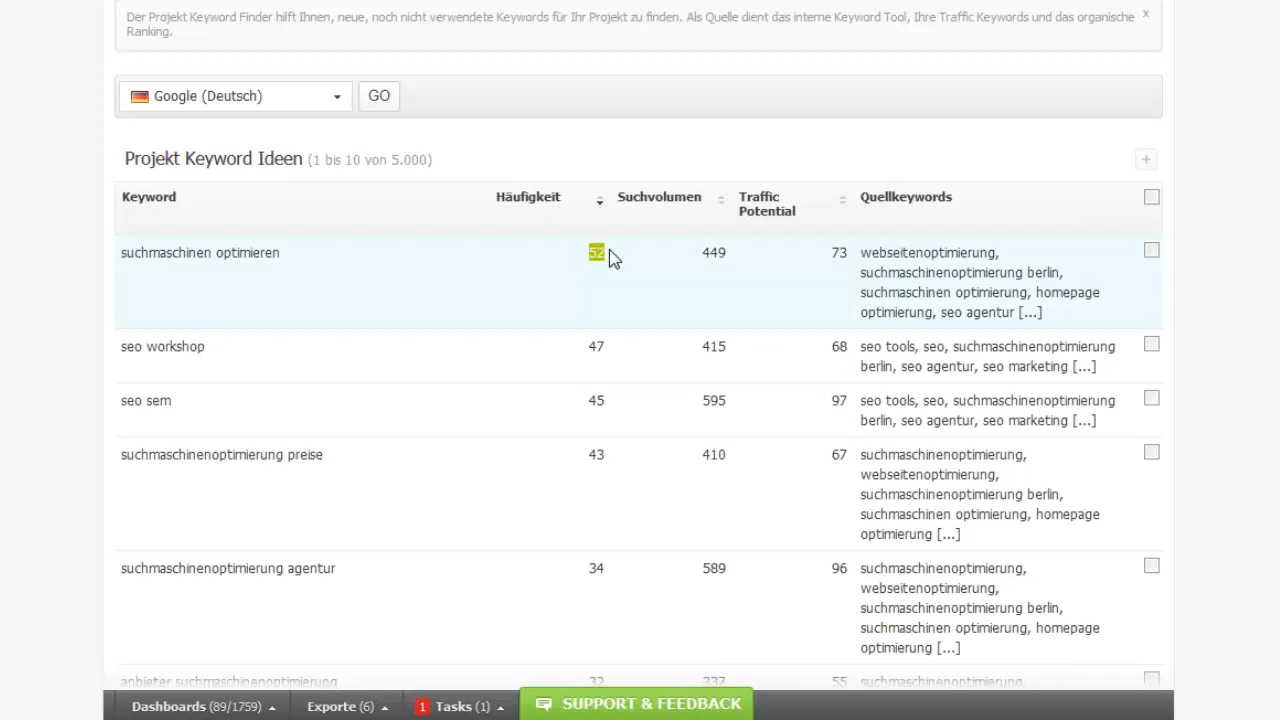 Der Projekt Keyword Finder hilft Ihnen, neue, noch nicht verwendete Keywords für Ihr Projekt zu finden. Als Quelle dient das interne Keyword Tool, Ihre Traffic Keywords und das organische
Ranking.
x
Google (Deutsch)
GO
Projekt Keyword Ideen (1 bis 10 von 5.000)
+
Keyword Häufigkeit Suchvolumen Traffic Quellkeywords
Potential
suchmaschinen optimieren 52 449 73 webseitenoptimierung,
suchmaschinenoptimierung berlin,
suchmaschinen optimierung, homepage
optimierung, seo agentur [...]
seo workshop 47 415 68 seo tools, seo, suchmaschinenoptimierung
berlin, seo agentur, seo marketing [...]
seo sem 45 595 97 seo tools, seo, suchmaschinenoptimierung
berlin, seo agentur, seo marketing [...]
suchmaschinenoptimierung preise 43 410 67 suchmaschinenoptimierung,
webseitenoptimierung,
suchmaschinenoptimierung berlin,
suchmaschinen optimierung, homepage
optimierung [...]
suchmaschinenoptimierung agentur 34 589 96 suchmaschinenoptimierung,
webseitenoptimierung,
suchmaschinenoptimierung berlin,
suchmaschinen optimierung, homepage
optimierung [...]
anbieter suchmaschinenoptimierung 32 337 55 suchmaschinenoptimierung,
Dashboards (89/1759) Exporte (6) 1 Tasks (1) SUPPORT & FEEDBACK